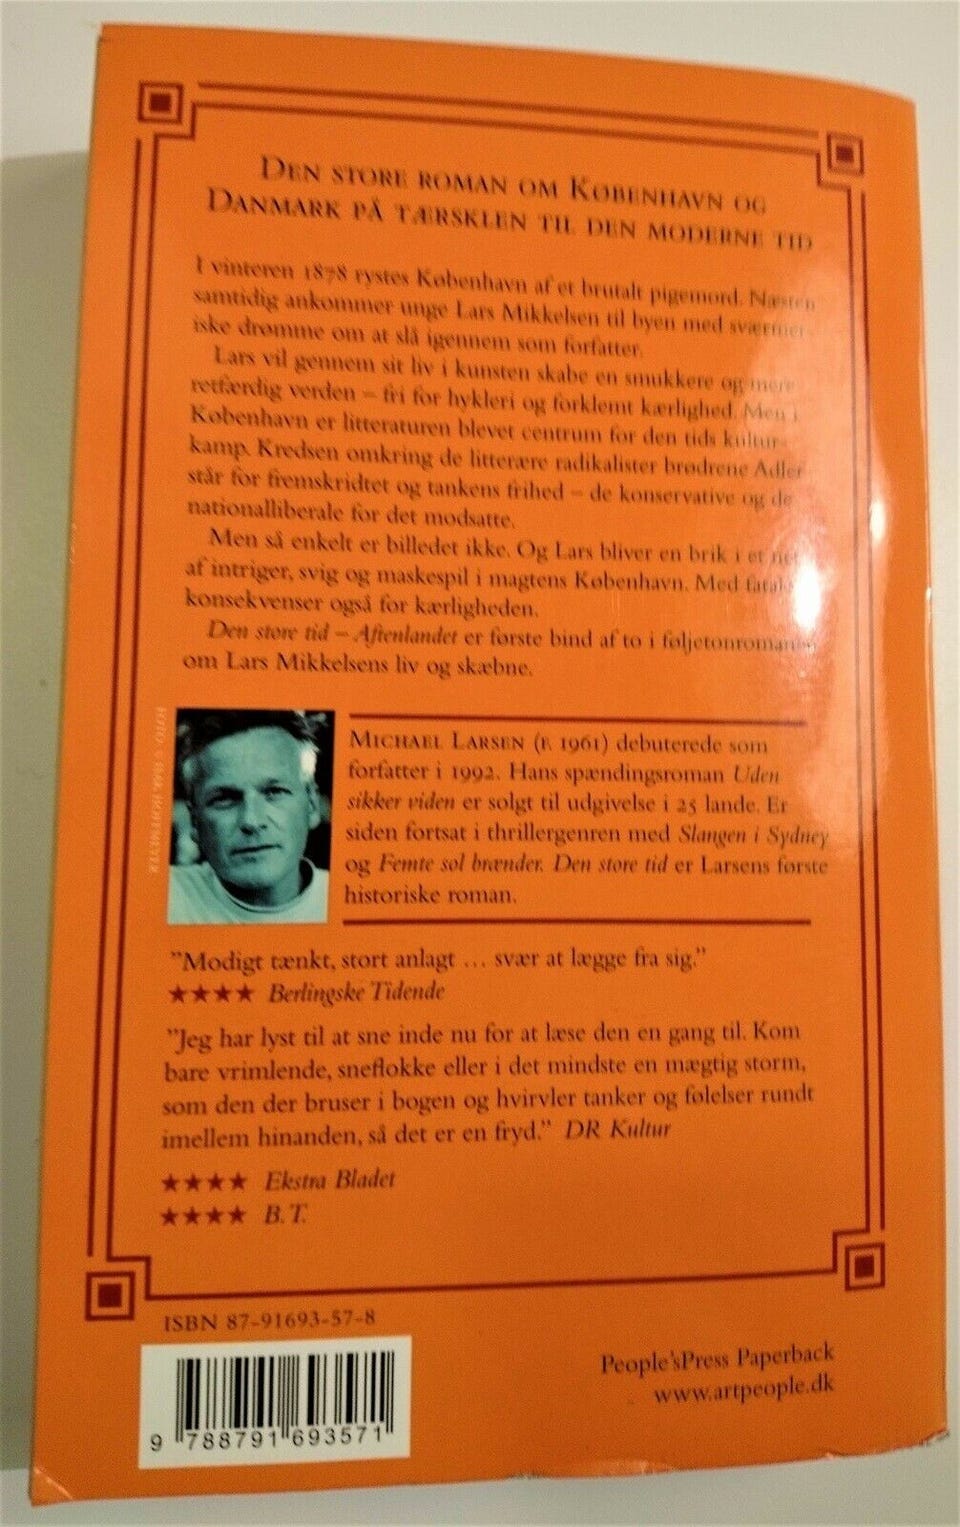 Den store roman om København og
Danmark på tærsklen til den moderne tid
I vinteren 1878 rystes København af et brutalt pigemord. Næsten
samtidig ankommer unge Lars Mikkelsen til byen med sværmer-
iske drømme om at slå igennem som forfatter.
Lars vil gennem sit liv i kunsten skabe en smukkere og mere
retfærdig verden – fri for hykleri og forklemt kærlighed. Men i
København er litteraturen blevet centrum for den tids kultur-
kamp. Kredsen omkring de litterære radikalister brødrene Adler
står for fremskridtet og tankens frihed – de konservative og de
nationalliberale for det modsatte.
Men så enkelt er billedet ikke. Og Lars bliver en brik i et net
af intriger, svig og maskespil i magtens København. Med fatale
konsekvenser også for kærligheden.
Den store tid – Aftenlandet er første bind af to i føljetonromanen
om Lars Mikkelsens liv og skæbne.
Michael Larsen (f. 1961) debuterede som
forfatter i 1992. Hans spændingsroman Uden
sikker viden er solgt til udgivelse i 25 lande. Er
siden fortsat i thrillergenren med Slangen i Sydney
og Femte sol brænder. Den store tid er Larsens første
historiske roman.
"Modigt tænkt, stort anlagt ... svær at lægge fra sig."
★★★★ Berlingske Tidende
"Jeg har lyst til at sne inde nu for at læse den en gang til. Kom
bare vrimlende, sneflokke eller i det mindste en mægtig storm,
som den der bruser i bogen og hvirvler tanker og følelser rundt
imellem hinanden, så det er en fryd." DR Kultur
★★★★ Ekstra Bladet
★★★★ B.T.
ISBN 87-91693-57-8
9 788791 693571
People'sPress Paperback
www.artpeople.dk